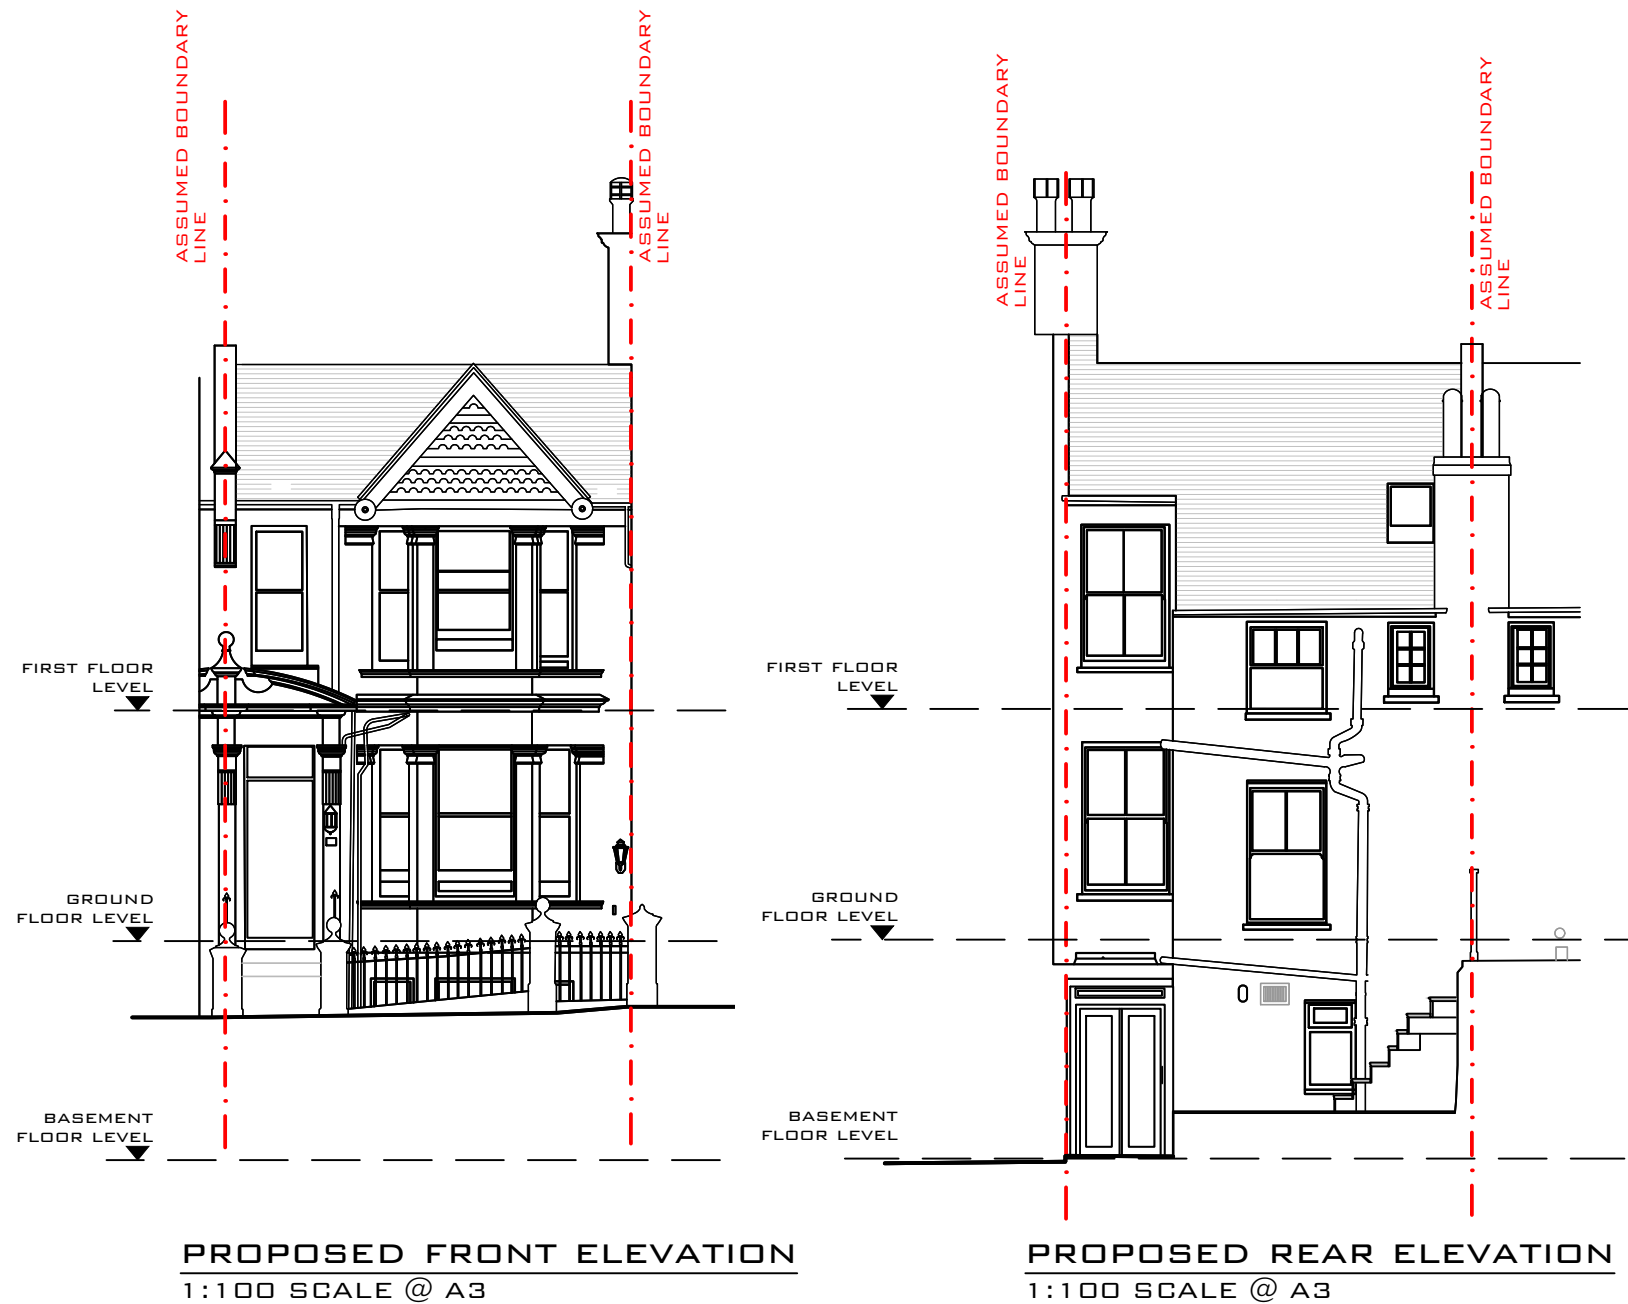 ASSUMED BOUNDARY
LINE
ASSUMED BOUNDARY
LINE
FIRST FLOOR
LEVEL
GROUND
FLOOR LEVEL
BASEMENT
FLOOR LEVEL
PROPOSED FRONT ELEVATION
1:100 SCALE @ A3
ASSUMED BOUNDARY
LINE
ASSUMED BOUNDARY
LINE
FIRST FLOOR
LEVEL
GROUND
FLOOR LEVEL
BASEMENT
FLOOR LEVEL
PROPOSED REAR ELEVATION
1:100 SCALE @ A3